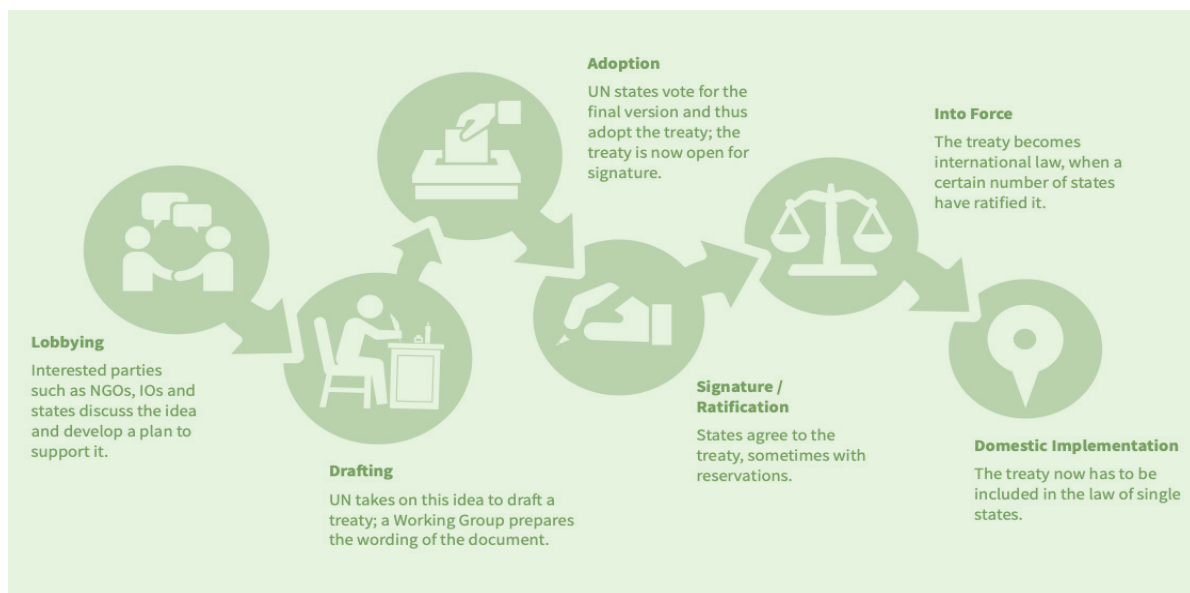 Lobbying
Interested parties
such as NGOs, IOs and
states discuss the idea
and develop a plan to
support it.
Drafting
UN takes on this idea to draft a
treaty; a Working Group prepares
the wording of the document.
Adoption
UN states vote for the
final version and thus
adopt the treaty; the
treaty is now open for
signature.
Signature /
Ratification
States agree to the
treaty, sometimes with
reservations.
Into Force
The treaty becomes
international law, when a
certain number of states
have ratified it.
Domestic Implementation
The treaty now has to be
included in the law of single
states.